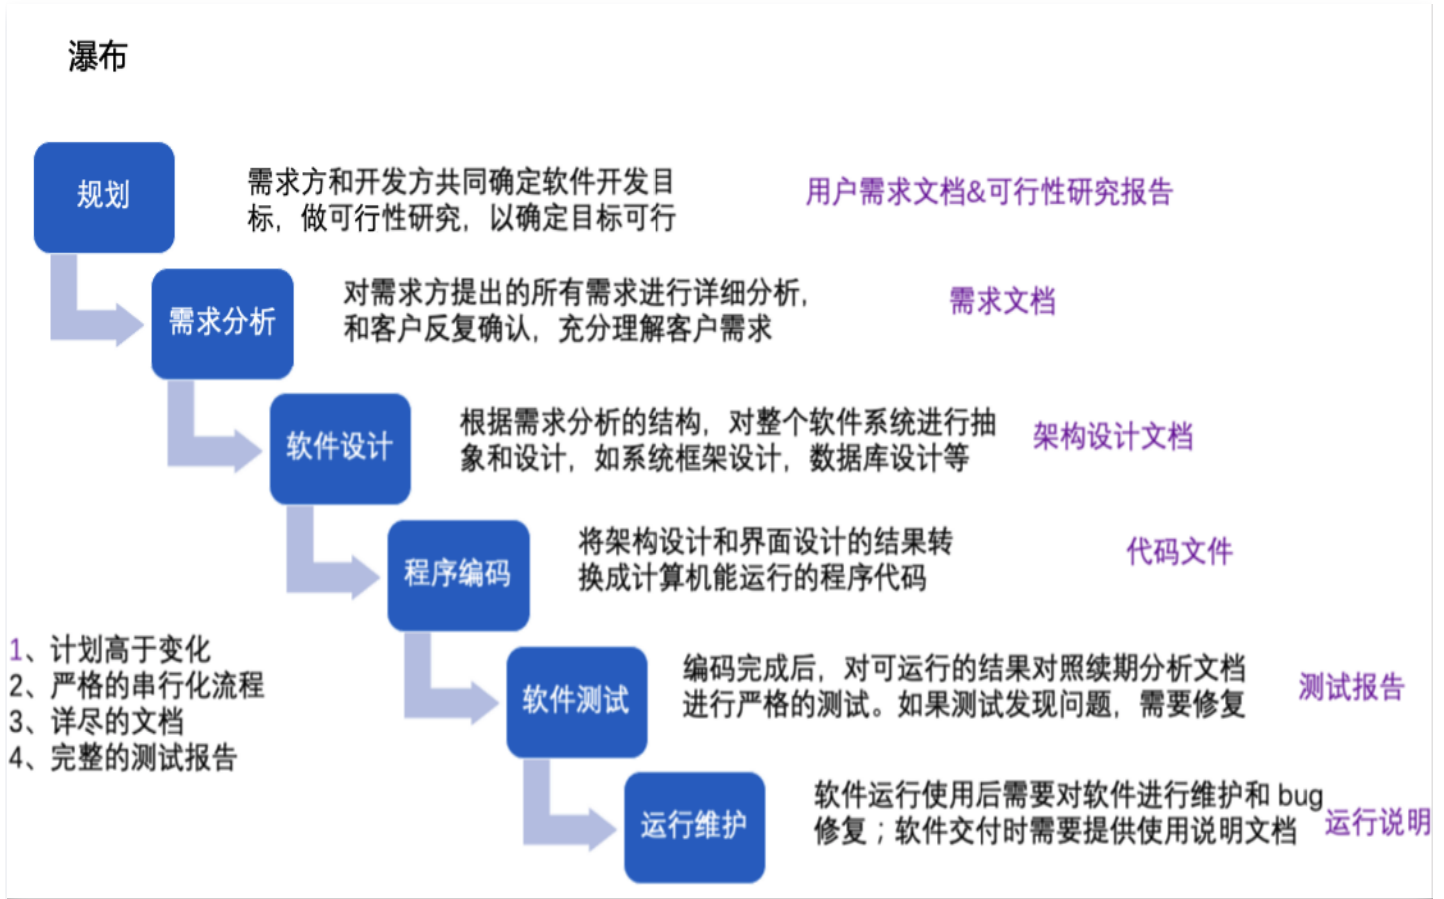 瀑布
规划
需求方和开发方共同确定软件开发目
标，做可行性研究，以确定目标可行
用户需求文档&可行性研究报告
需求分析
对需求方提出的所有需求进行详细分析，
和客户反复确认，充分理解客户需求
需求文档
软件设计
根据需求分析的结构，对整个软件系统进行抽
象和设计，如系统框架设计，数据库设计等
架构设计文档
程序编码
将架构设计和界面设计的结果转
换成计算机能运行的程序代码
代码文件
1、计划高于变化
2、严格的串行化流程
3、详尽的文档
4、完整的测试报告
软件测试
编码完成后，对可运行的结果对照续期分析文档
进行严格的测试。如果测试发现问题，需要修复
测试报告
运行维护
软件运行使用后需要对软件进行维护和 bug
修复；软件交付时需要提供使用说明文档
运行说明